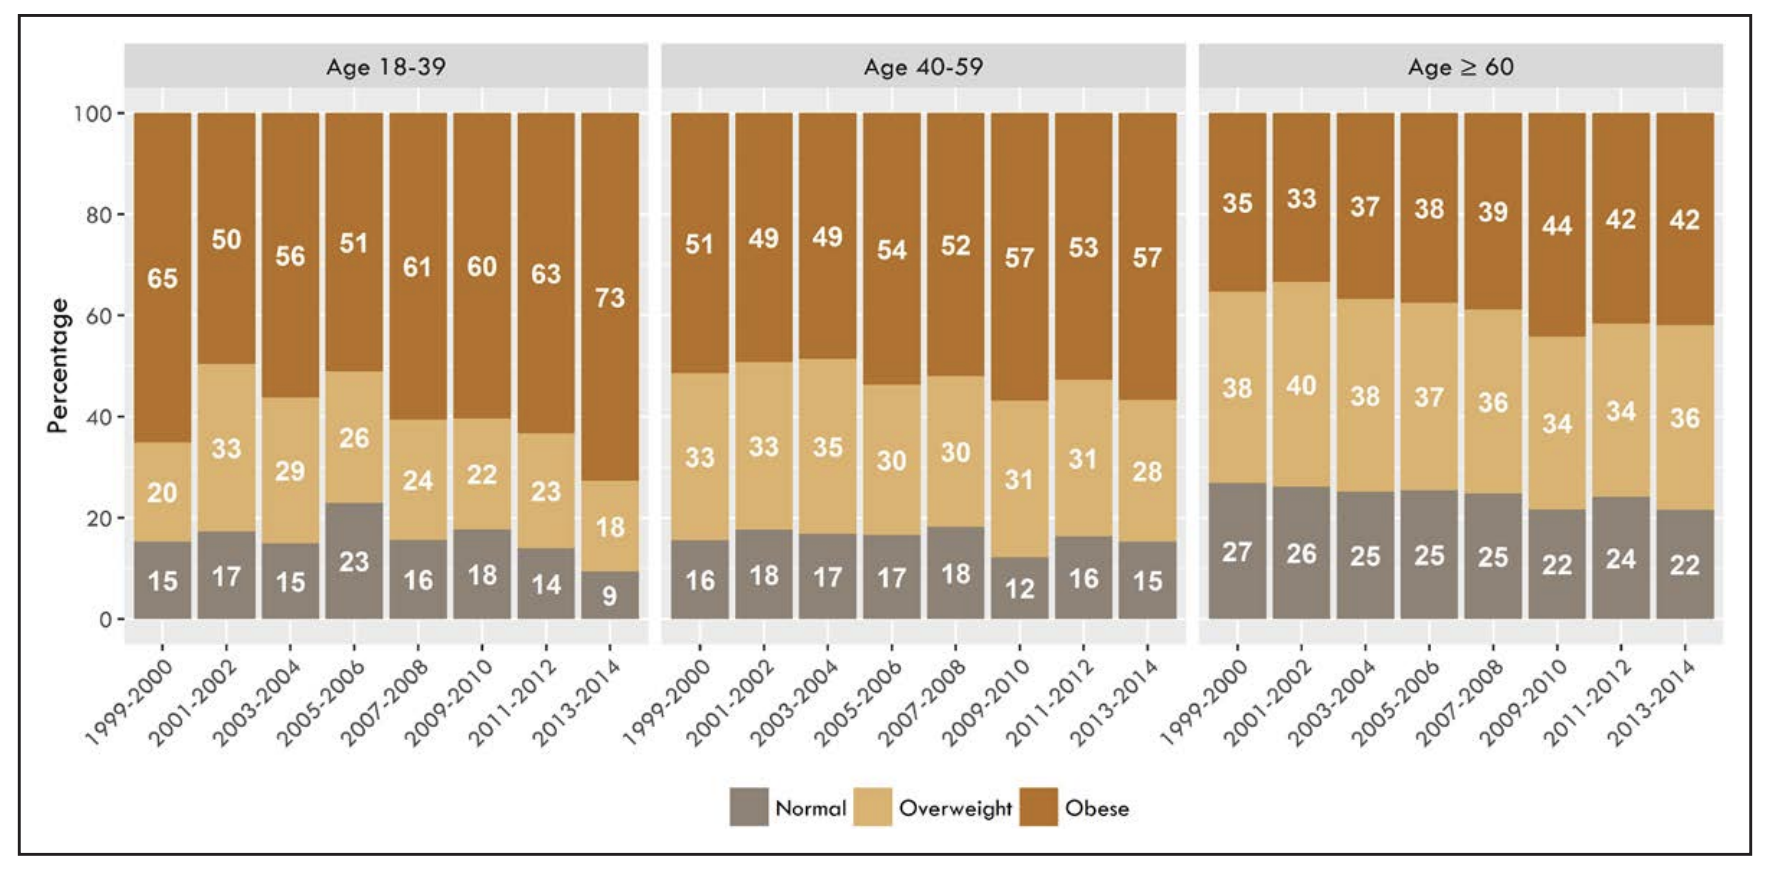 Age 18-39 Age 40-59 Age ≥ 60
Percentage
100
80
60
40
20
0
65 50 56 51 61 60 63 73
20 33 29 26 24 22 23 18
15 17 15 23 16 18 14 9
51 49 49 54 52 57 53 57
33 33 35 30 30 31 31 28
16 18 17 17 18 12 16 15
35 33 37 38 39 44 42 42
38 40 38 37 36 34 34 36
27 26 25 25 25 22 24 22
1999-2000 2001-2002 2003-2004 2005-2006 2007-2008 2009-2010 2011-2012 2013-2014
1999-2000 2001-2002 2003-2004 2005-2006 2007-2008 2009-2010 2011-2012 2013-2014
1999-2000 2001-2002 2003-2004 2005-2006 2007-2008 2009-2010 2011-2012 2013-2014
Normal Overweight Obese